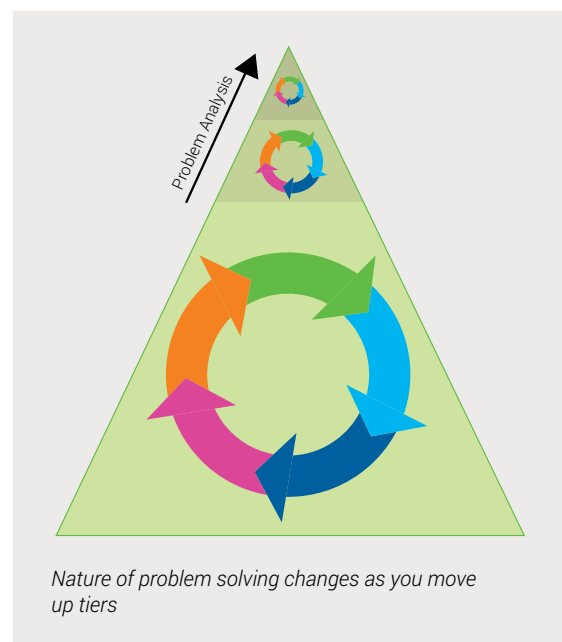 Problem Analysis
Nature of problem solving changes as you move
up tiers